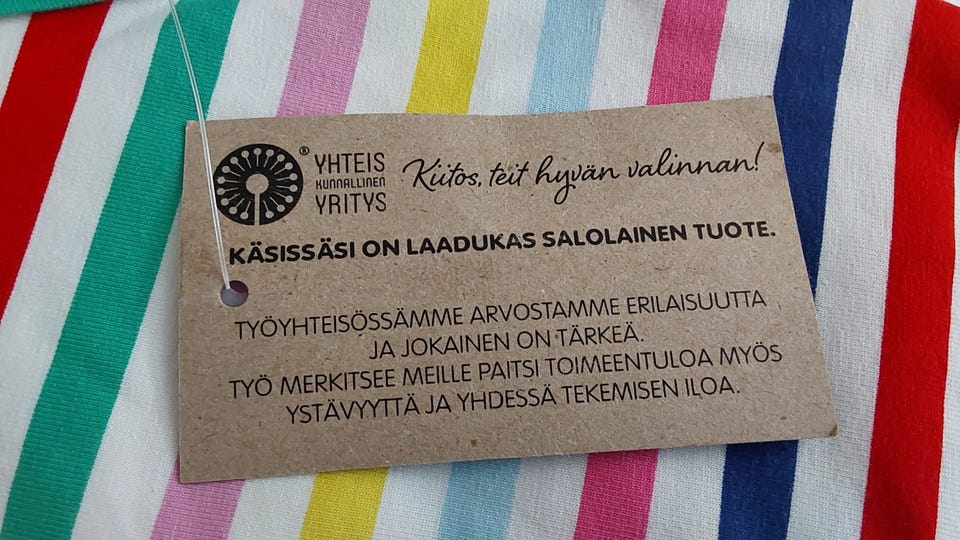 ® YHTEIS
KUNNALLINEN
YRITYS
Kiitos, teit hyvän valinnan!
KÄSISSÄSI ON LAADUKAS SALOLAINEN TUOTE.
TYÖYHTEISÖSSÄMME ARVOSTAMME ERILAISUUTTA
JA JOKAINEN ON TÄRKEÄ.
TYÖ MERKITSEE MEILLE PAITSI TOIMEENTULOA MYÖS
YSTÄVYYTTÄ JA YHDESSÄ TEKEMISEN ILOA.